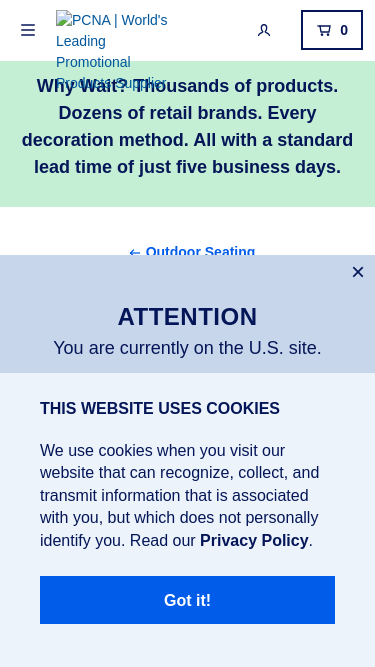 PCNA | World's
Leading
Promotional
Products Supplier
0
Why Wait? Thousands of products.
Dozens of retail brands. Every
decoration method. All with a standard
lead time of just five business days.
← Outdoor Seating
×
ATTENTION
You are currently on the U.S. site.
THIS WEBSITE USES COOKIES
We use cookies when you visit our
website that can recognize, collect, and
transmit information that is associated
with you, but which does not personally
identify you. Read our Privacy Policy.
Got it!